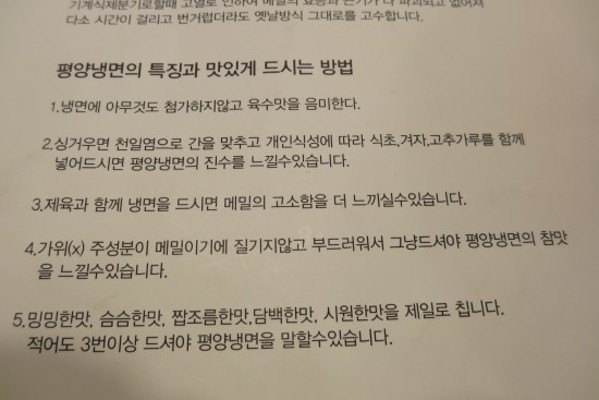 기계식제분기로할때 고열로 인하여 메밀의 효능과 끈기가 다 파괴되고 없어져
다소 시간이 걸리고 번거럽더라도 옛날방식 그대로를 고수합니다.
평양냉면의 특징과 맛있게 드시는 방법
1.냉면에 아무것도 첨가하지않고 육수맛을 음미한다.
2.싱거우면 천일염으로 간을 맞추고 개인식성에 따라 식초,겨자,고추가루를 함께
넣어드시면 평양냉면의 진수를 느낄수있습니다.
3.제육과 함께 냉면을 드시면 메밀의 고소함을 더 느끼실수있습니다.
4.가위(x) 주성분이 메밀이기에 질기지않고 부드러워서 그냥드셔야 평양냉면의 참맛
을 느낄수있습니다.
5.밍밍한맛, 슴슴한맛, 짭조름한맛,담백한맛, 시원한맛을 제일로 칩니다.
적어도 3번이상 드셔야 평양냉면을 말할수있습니다.